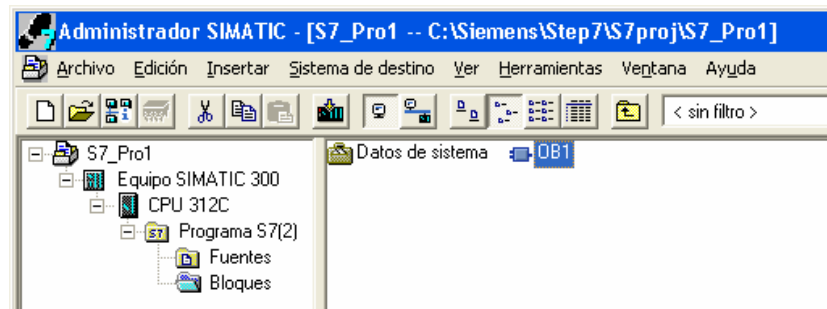 Administrador SIMATIC - [S7_Pro1 -- C:\Siemens\Step7\S7proj\S7_Pro1]
Archivo Edición Insertar Sistema de destino Ver Herramientas Ventana Ayuda
< sin filtro >
S7_Pro1
Equipo SIMATIC 300
CPU 312C
Programa S7(2)
Fuentes
Bloques
Datos de sistema OB1